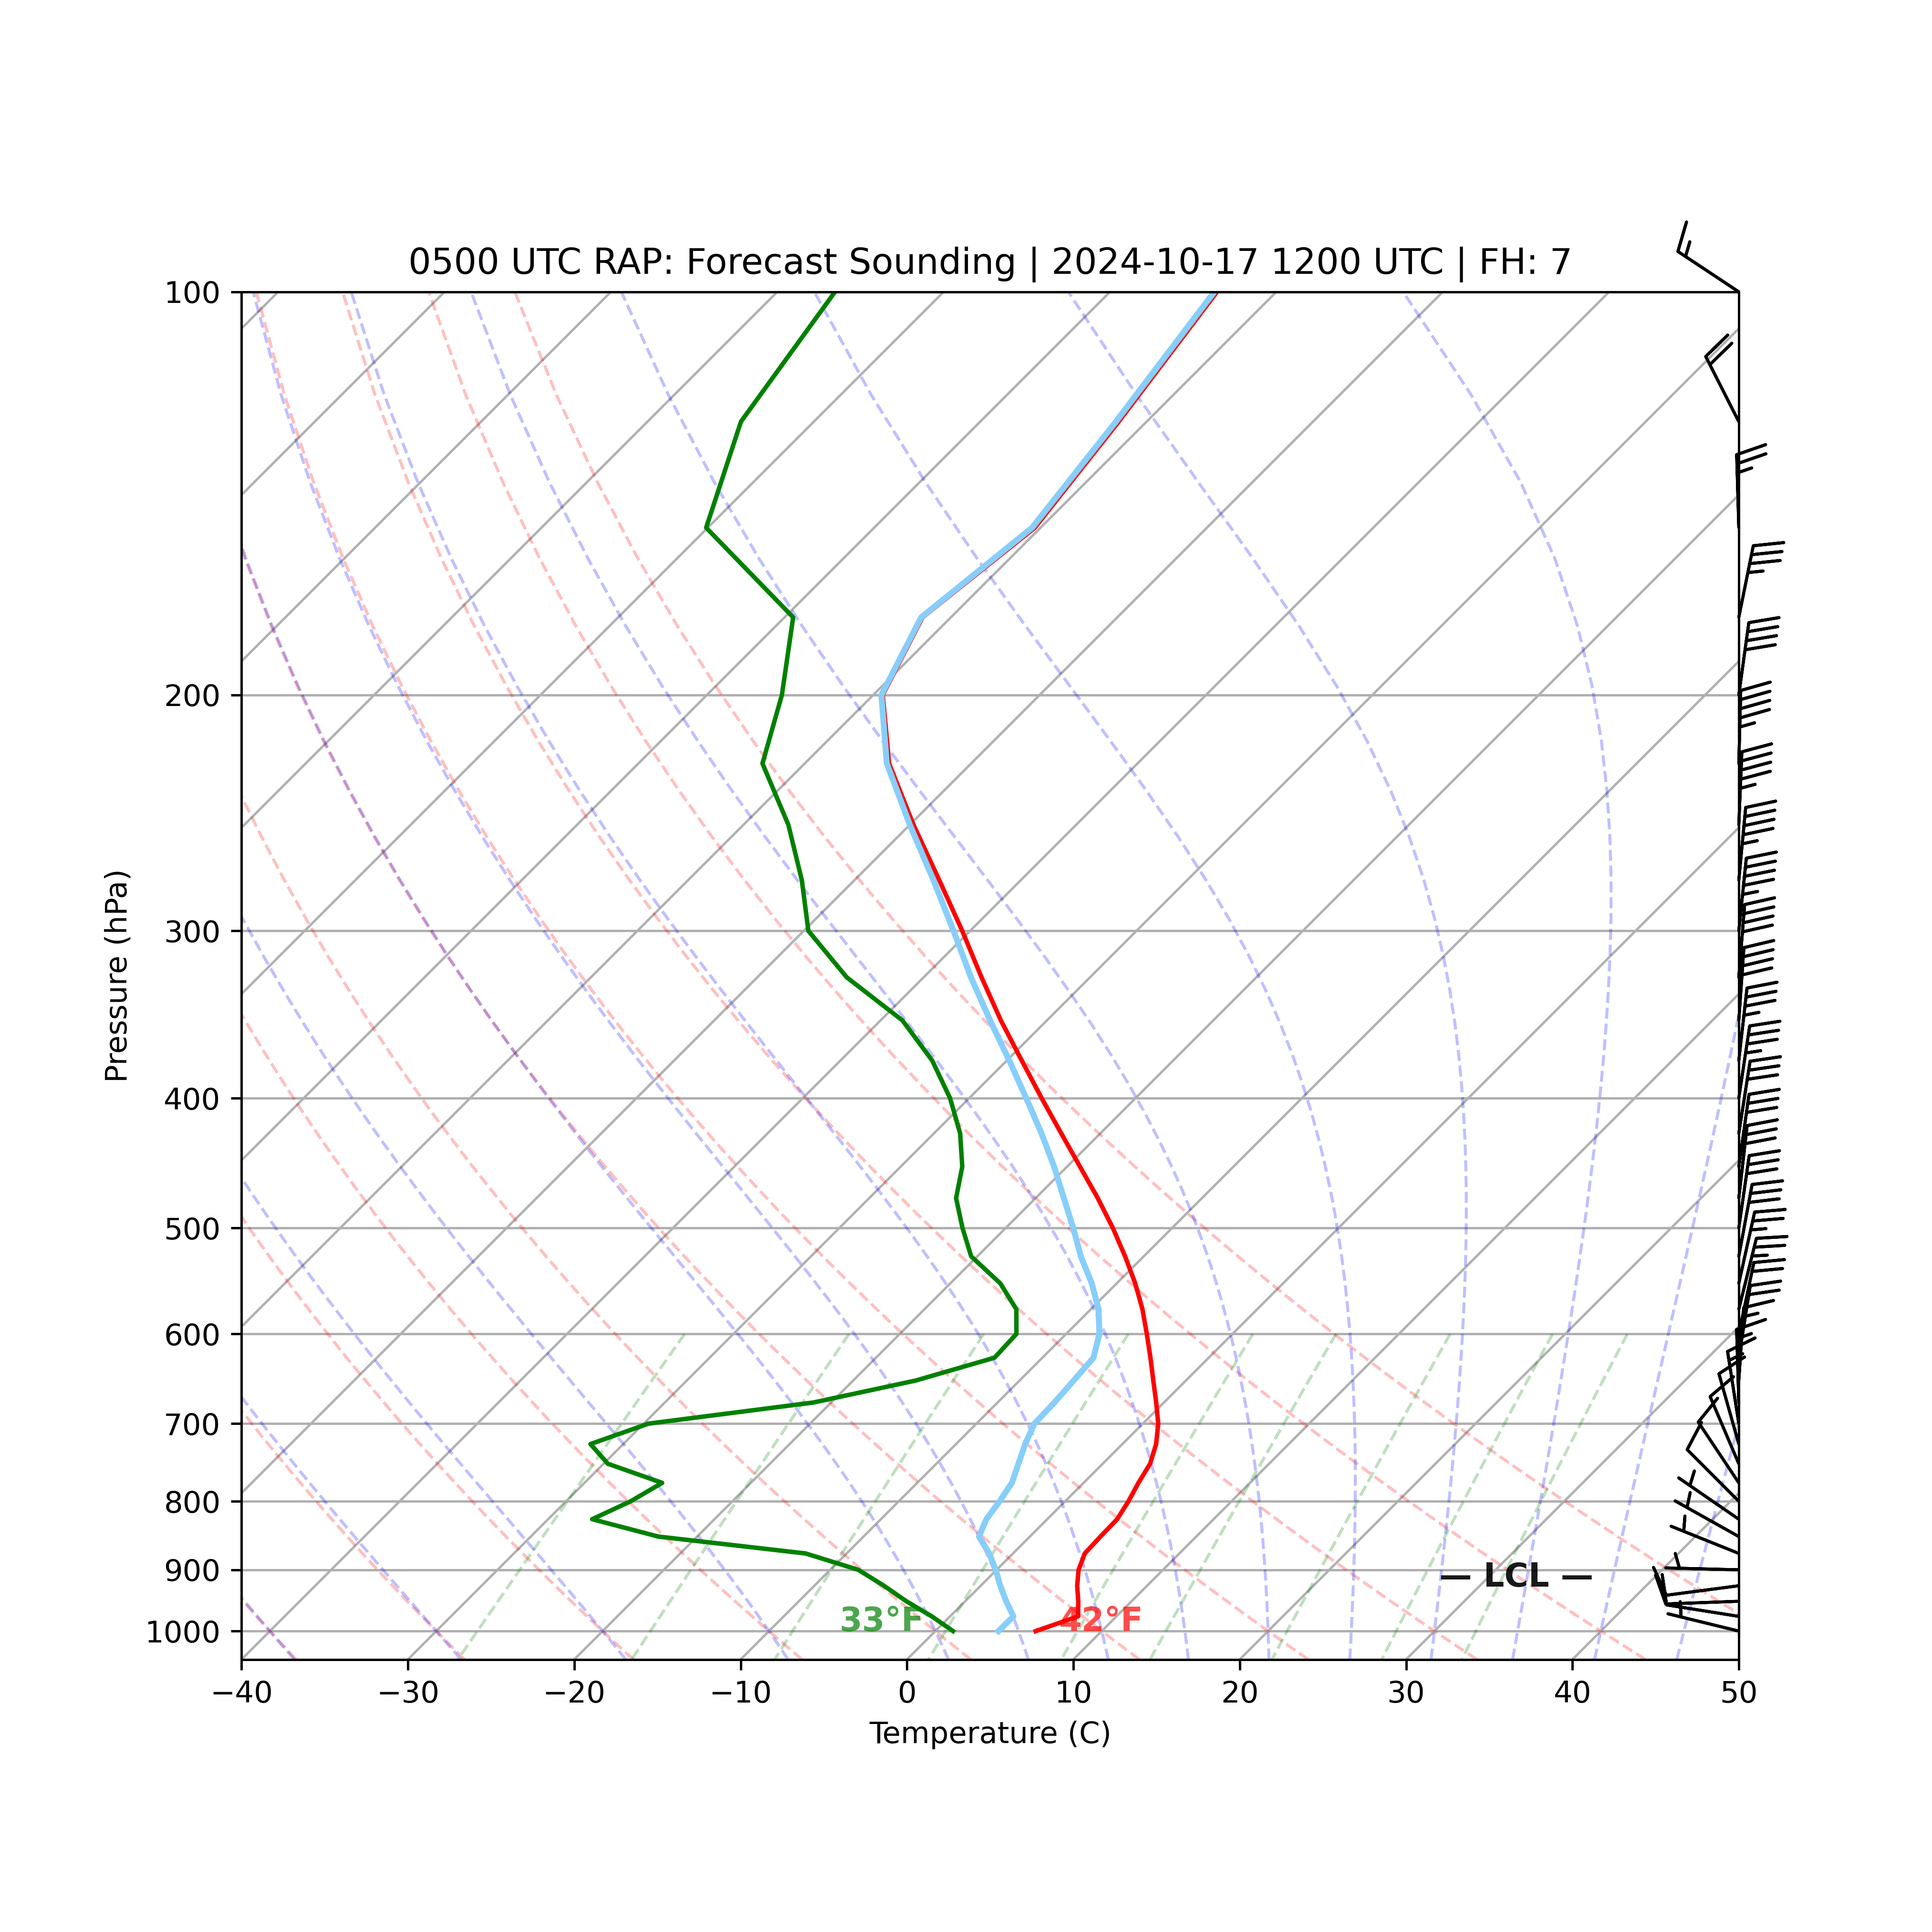 0500 UTC RAP: Forecast Sounding | 2024-10-17 1200 UTC | FH: 7
100
200
300
400
500
600
700
800
900
1000
Pressure (hPa)
— LCL —
33°F
42°F
−40 −30 −20 −10 0 10 20 30 40 50
Temperature (C)